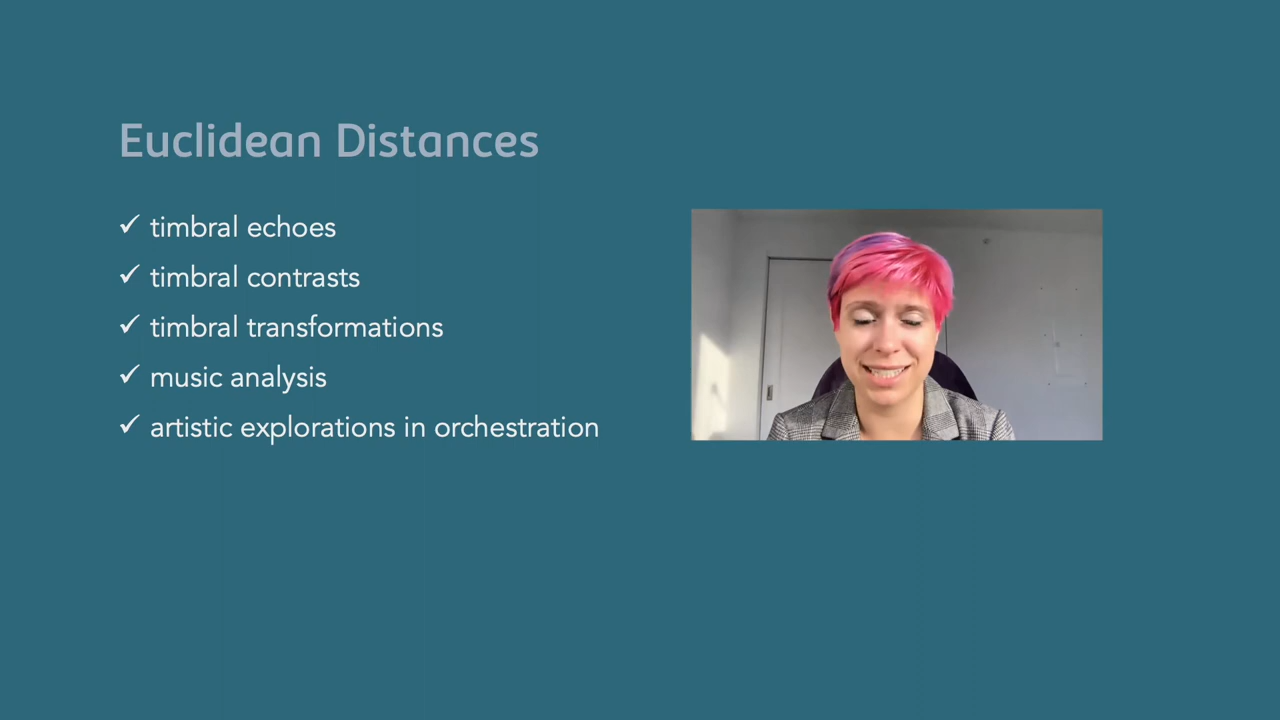 Euclidean Distances
✓ timbral echoes
✓ timbral contrasts
✓ timbral transformations
✓ music analysis
✓ artistic explorations in orchestration